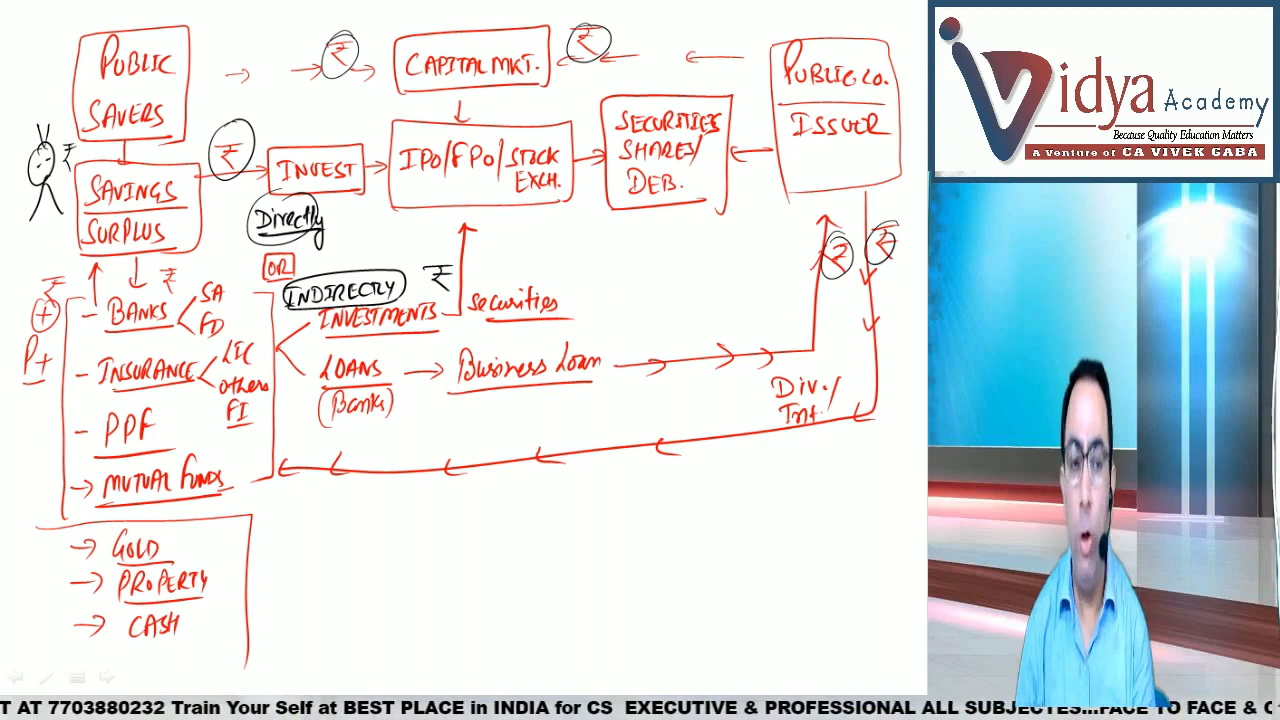 PUBLIC
SAVERS
₹
SAVINGS
SURPLUS
₹
₹
CAPITAL MKT.
₹
INVEST
Directly
IPO/FPO/STOCK
EXCH.
SECURITIES
SHARES/
DEB.
PUBLIC CO.
ISSUER
OR
INDIRECTLY
₹
₹
₹
BANKS
SA
FD
INSURANCE
LIC
others
FI
PPF
MUTUAL FUNDS
P+
INVESTMENTS
securities
LOANS
(Banks)
Business Loan
₹
₹
Div./
Int.
GOLD
PROPERTY
CASH
Vidya Academy
Because Quality Education Matters
A Venture of CA VIVEK GABA
T AT 7703880232 Train Your Self at BEST PLACE in INDIA for CS EXECUTIVE & PROFESSIONAL ALL SUBJECTES...FACE TO FACE &